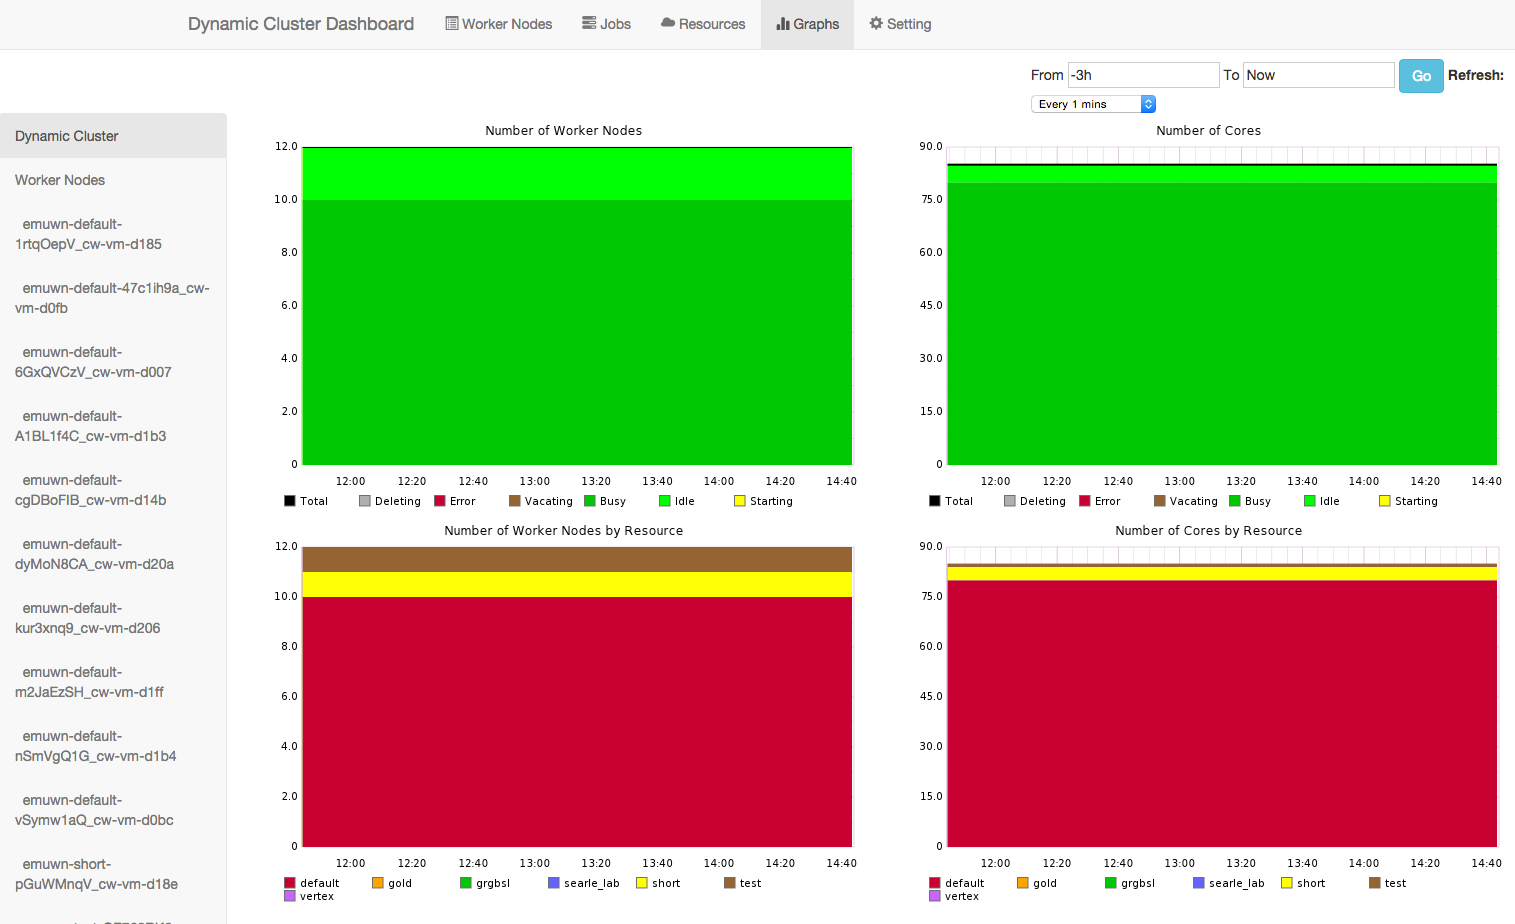 Dynamic Cluster Dashboard Worker Nodes Jobs Resources Graphs Setting
From -3h To Now Go Refresh:
Every 1 mins
Dynamic Cluster
Worker Nodes
emuwn-default-
1rtqOepV_cw-vm-d185
emuwn-default-47c1ih9a_cw-
vm-d0fb
emuwn-default-
6GxQVCzV_cw-vm-d007
emuwn-default-
A1BL1f4C_cw-vm-d1b3
emuwn-default-
cgDBoFIB_cw-vm-d14b
emuwn-default-
dyMoN8CA_cw-vm-d20a
emuwn-default-
kur3xnq9_cw-vm-d206
emuwn-default-
m2JaEzSH_cw-vm-d1ff
emuwn-default-
nSmVgQ1G_cw-vm-d1b4
emuwn-default-
vSymw1aQ_cw-vm-d0bc
emuwn-short-
pGuWMnqV_cw-vm-d18e
Number of Worker Nodes
12.0
10.0
8.0
6.0
4.0
2.0
0
12:00 12:20 12:40 13:00 13:20 13:40 14:00 14:20 14:40
Total Deleting Error Vacating Busy Idle Starting
Number of Cores
90.0
75.0
60.0
45.0
30.0
15.0
0
12:00 12:20 12:40 13:00 13:20 13:40 14:00 14:20 14:40
Total Deleting Error Vacating Busy Idle Starting
Number of Worker Nodes by Resource
12.0
10.0
8.0
6.0
4.0
2.0
0
12:00 12:20 12:40 13:00 13:20 13:40 14:00 14:20 14:40
default gold grgbsl searle_lab short test
vertex
Number of Cores by Resource
90.0
75.0
60.0
45.0
30.0
15.0
0
12:00 12:20 12:40 13:00 13:20 13:40 14:00 14:20 14:40
default gold grgbsl searle_lab short test
vertex